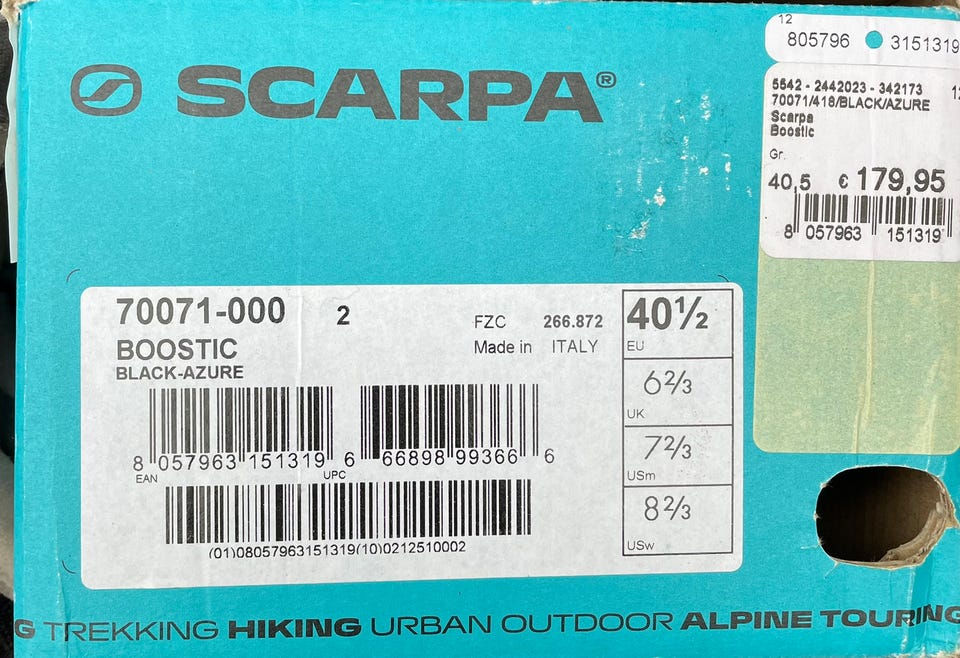 SCARPA®
12
805796 3151319
5542 - 2442023 - 342173 12
70071/418/BLACK/AZURE
Scarpa
Boostic
Gr.
40,5 € 179,95
8 057963 151319
70071-000 2
BOOSTIC
BLACK-AZURE
FZC 266.872
Made in ITALY
8 057963 151319 6 66898 99366 6
EAN UPC
(01)08057963151319(10)0212510002
40½
EU
6⅔
UK
7⅔
USm
8⅔
USw
G TREKKING HIKING URBAN OUTDOOR ALPINE TOURING